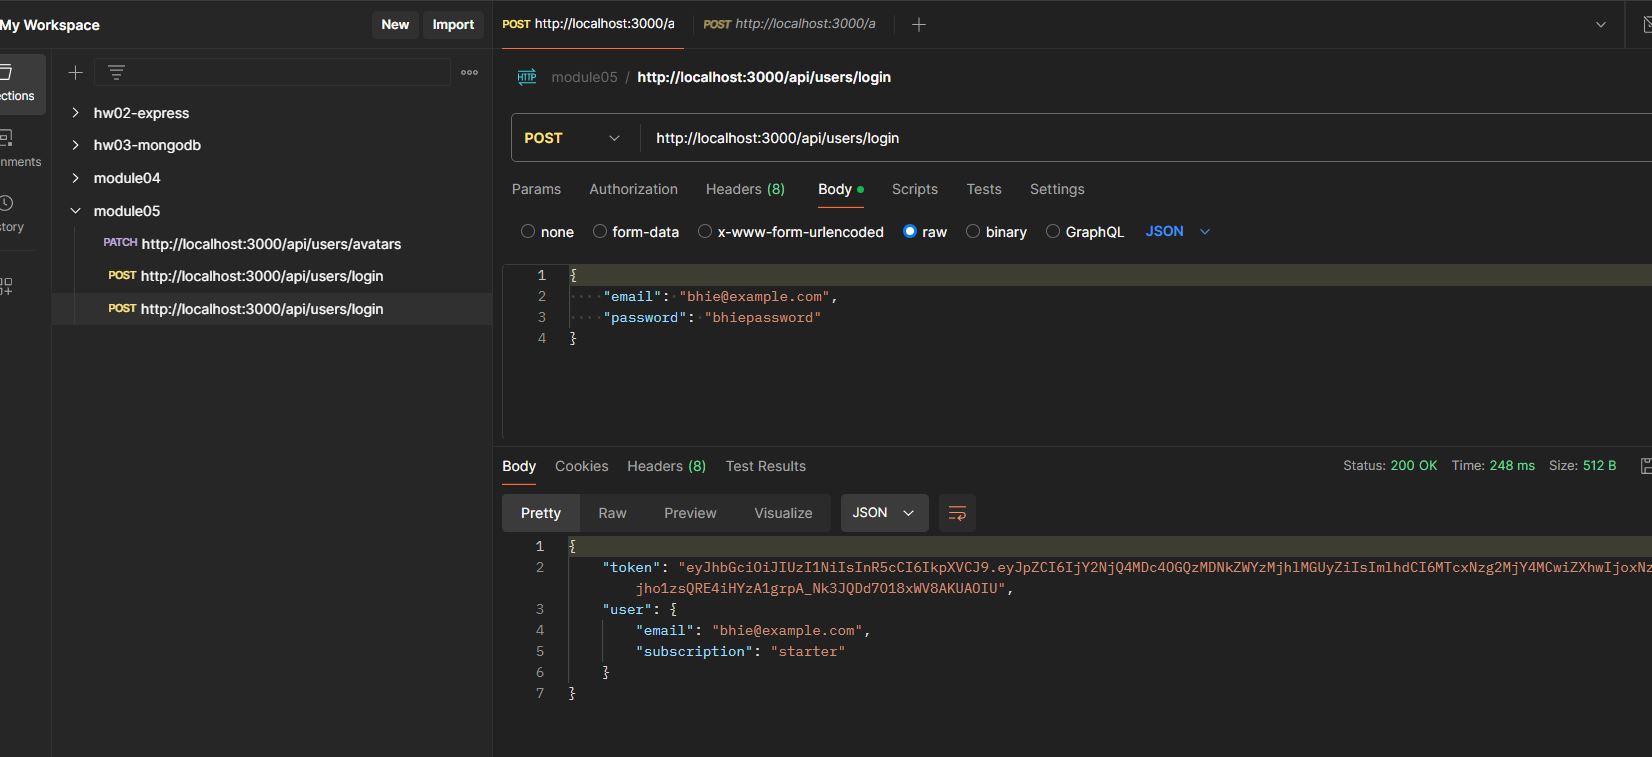 My Workspace
New
Import
POST http://localhost:3000/a
POST http://localhost:3000/a
HTTP
module05 / http://localhost:3000/api/users/login
ections
nments
tory
hw02-express
hw03-mongodb
module04
module05
PATCH http://localhost:3000/api/users/avatars
POST http://localhost:3000/api/users/login
POST http://localhost:3000/api/users/login
POST http://localhost:3000/api/users/login
Params Authorization Headers (8) Body Scripts Tests Settings
none form-data x-www-form-urlencoded raw binary GraphQL JSON
1 {
2 "email": "bhie@example.com",
3 "password": "bhiepassword"
4 }
Body Cookies Headers (8) Test Results
Status: 200 OK Time: 248 ms Size: 512 B
Pretty Raw Preview Visualize JSON
1 {
2 "token": "eyJhbGciOiJIUzI1NiIsInR5cCI6IkpXVCJ9.eyJpZCI6IjY2NjQ4MDc4OGQzMDNkZWYzMjhlMGUyZiIsImlhdCI6MTcxNzg2MjY4MCwiZXhwIjoxNz
jho1zsQRE4iHYzA1grpA_Nk3JQDd7O18xWV8AKUAOIU",
3 "user": {
4 "email": "bhie@example.com",
5 "subscription": "starter"
6 }
7 }